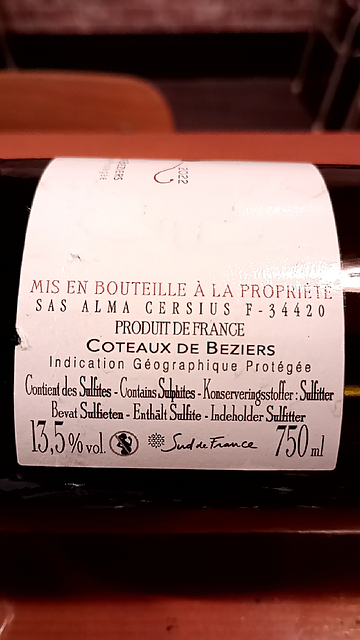 2022
MIS EN BOUTEILLE À LA PROPRIÉTÉ
SAS ALMA CERSIUS F-34420
PRODUIT DE FRANCE
COTEAUX DE BEZIERS
Indication Géographique Protégée
Contient des Sulfites - Contains Sulphites - Konserveringsstoffer : Sulfitter
Bevat Sulfieten - Enthält Sulfite - Indeholder Sulfitter
13,5% vol. Sud de France 750 ml